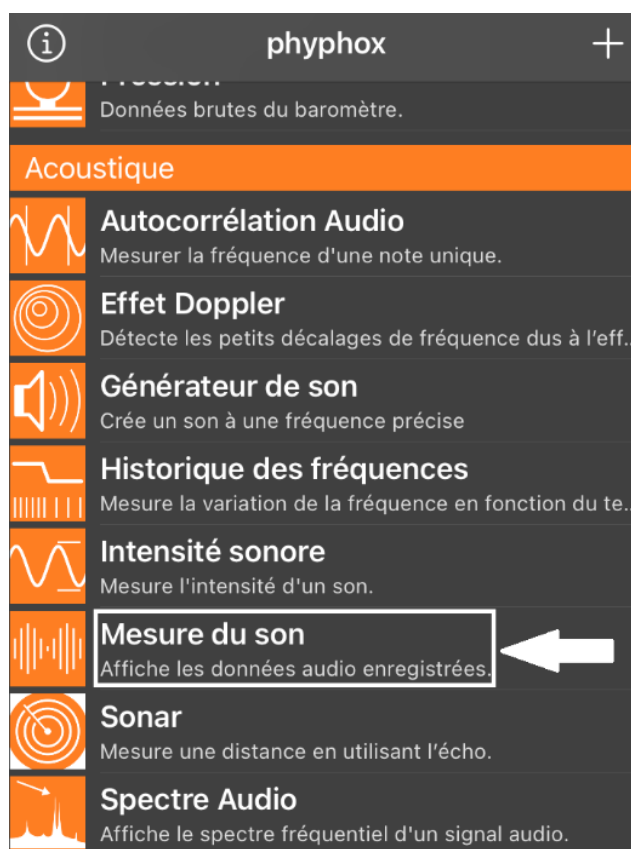 phyphox
Pression
Données brutes du baromètre.
Acoustique
Autocorrélation Audio
Mesurer la fréquence d'une note unique.
Effet Doppler
Détecte les petits décalages de fréquence dus à l’eff..
Générateur de son
Crée un son à une fréquence précise
Historique des fréquences
Mesure la variation de la fréquence en fonction du te..
Intensité sonore
Mesure l'intensité d'un son.
Mesure du son
Affiche les données audio enregistrées.
Sonar
Mesure une distance en utilisant l’écho.
Spectre Audio
Affiche le spectre fréquentiel d'un signal audio.